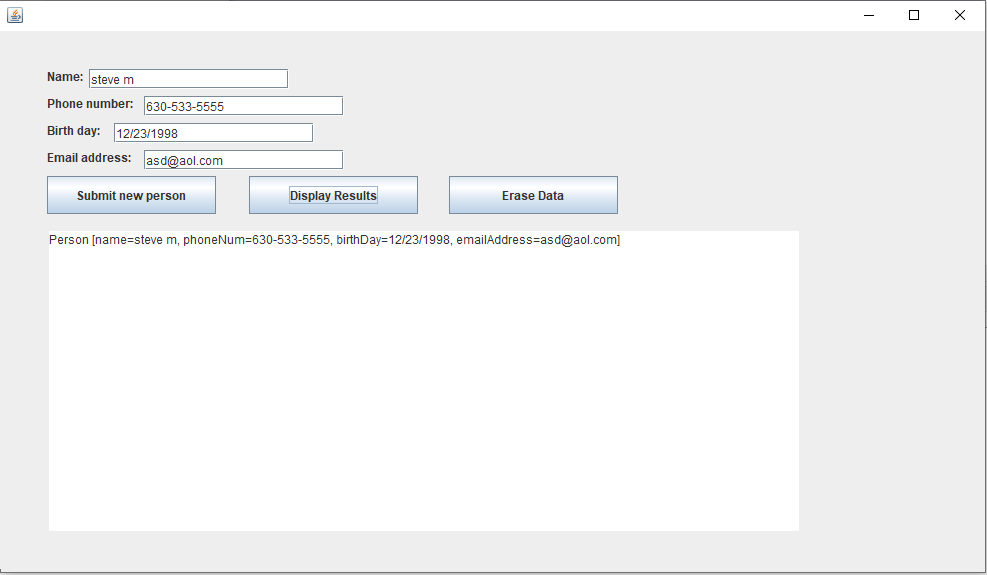 Name: steve m
Phone number: 630-533-5555
Birth day: 12/23/1998
Email address: asd@aol.com
Submit new person Display Results Erase Data
Person [name=steve m, phoneNum=630-533-5555, birthDay=12/23/1998, emailAddress=asd@aol.com]